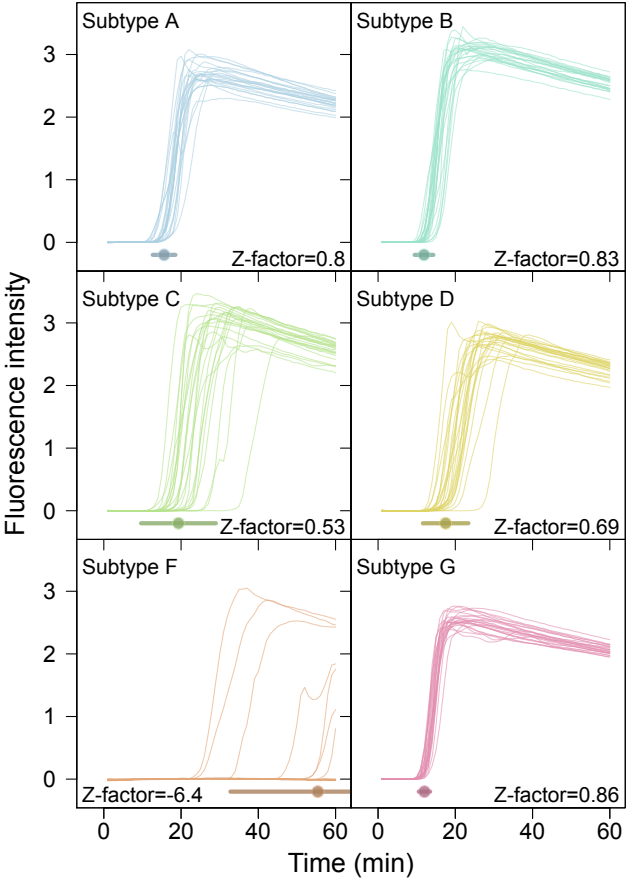 Subtype A
Subtype B
3
2
1
0
Z-factor=0.8
Z-factor=0.83
Subtype C
Subtype D
3
2
1
0
Z-factor=0.53
Z-factor=0.69
Subtype F
Subtype G
3
2
1
0
Z-factor=-6.4
Z-factor=0.86
0 20 40 60 0 20 40 60
Time (min)
Fluorescence intensity